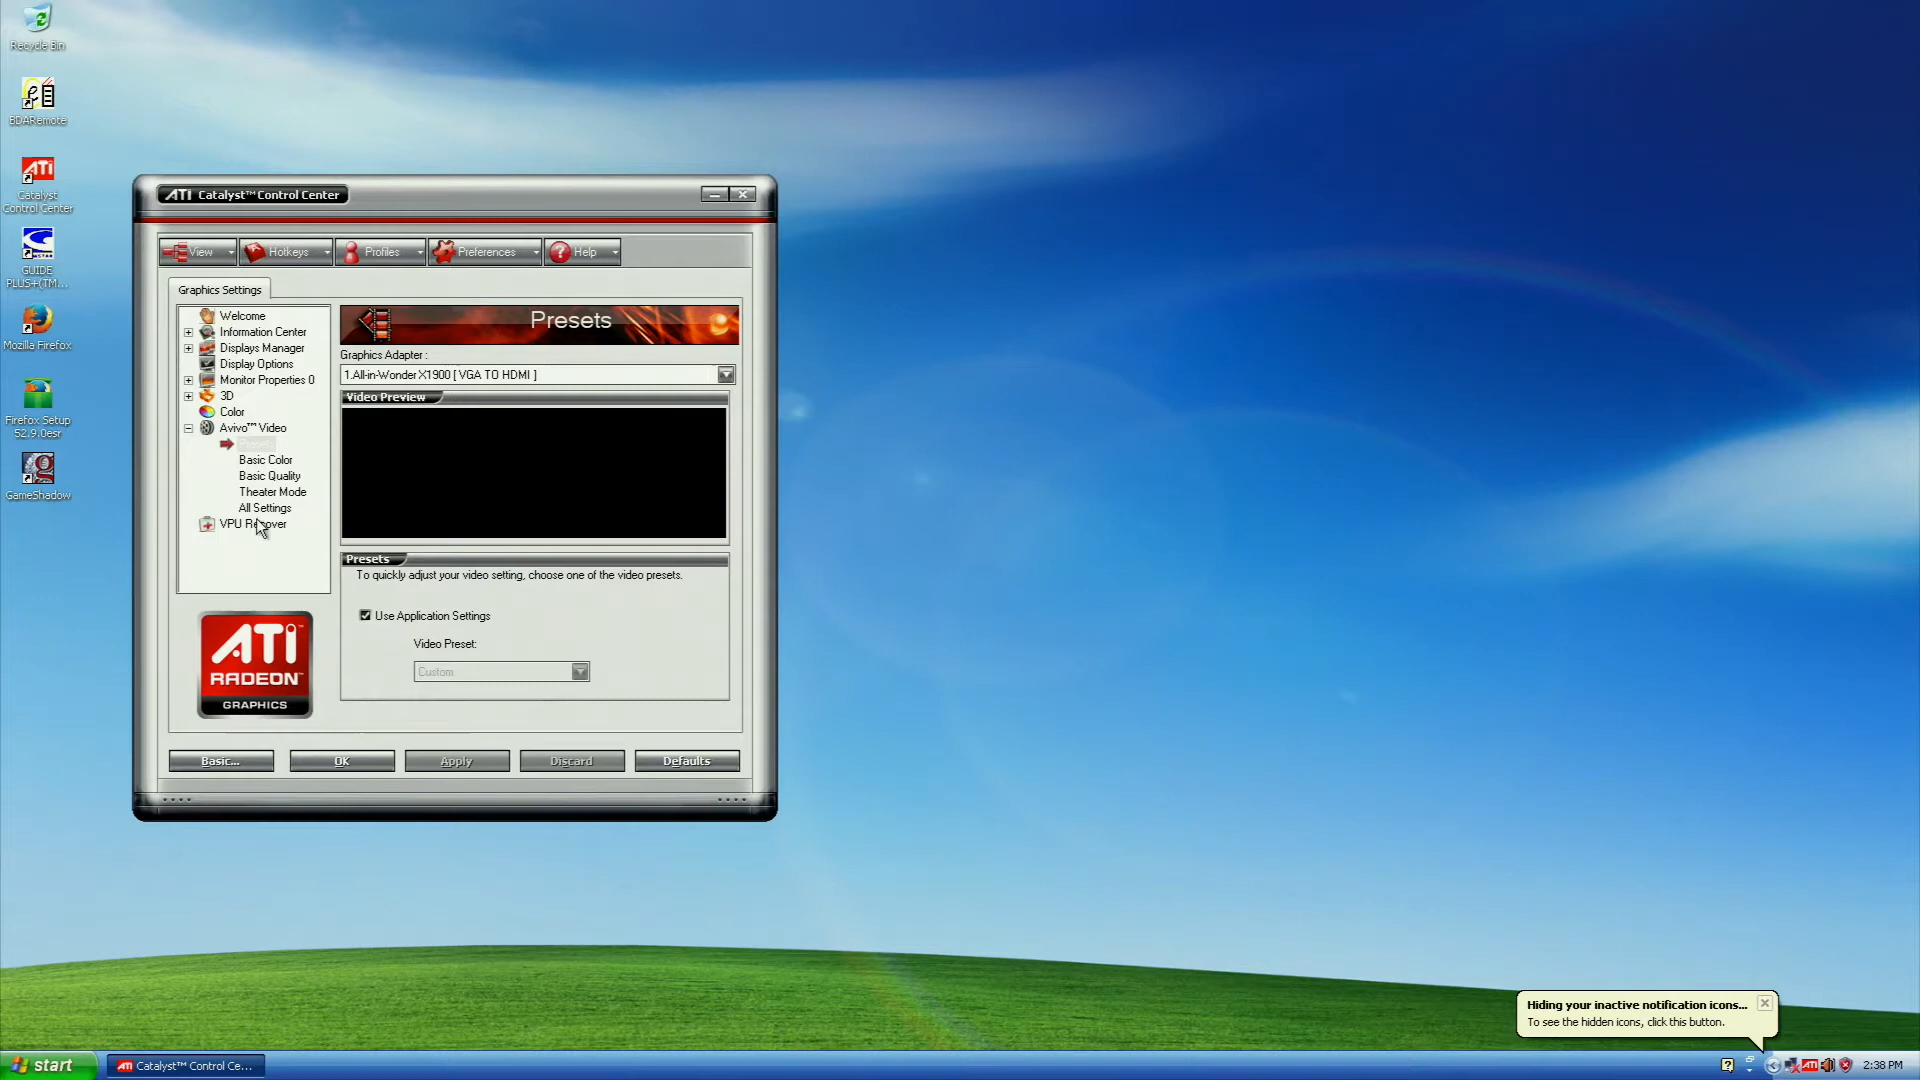 Recycle Bin
BDARemote
ATI
Catalyst
Control Center
GUIDE
PLUS+(TM...
Mozilla Firefox
Firefox Setup
52.9.0esr
GameShadow
ATI Catalyst™ Control Center
View
Hotkeys
Profiles
Preferences
Help
Graphics Settings
Welcome
Information Center
Displays Manager
Display Options
Monitor Properties 0
3D
Color
Avivo™ Video
Basic Color
Basic Quality
Theater Mode
All Settings
VPU Recover
ATI
RADEON™
GRAPHICS
Presets
Graphics Adapter :
1.All-in-Wonder X1900 [ VGA TO HDMI ]
Video Preview
Presets
To quickly adjust your video setting, choose one of the video presets.
Use Application Settings
Video Preset:
Custom
Basic...
OK
Apply
Discard
Defaults
Hiding your inactive notification icons...
To see the hidden icons, click this button.
start
ATI Catalyst™ Control Ce...
ATI
2:38 PM